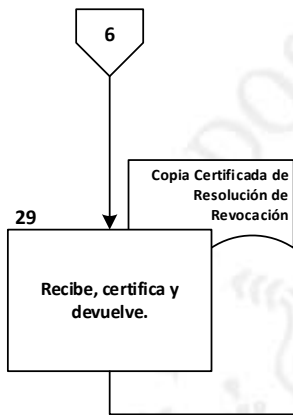 6
Copia Certificada de
Resolución de
Revocación
29
Recibe, certifica y
devuelve.